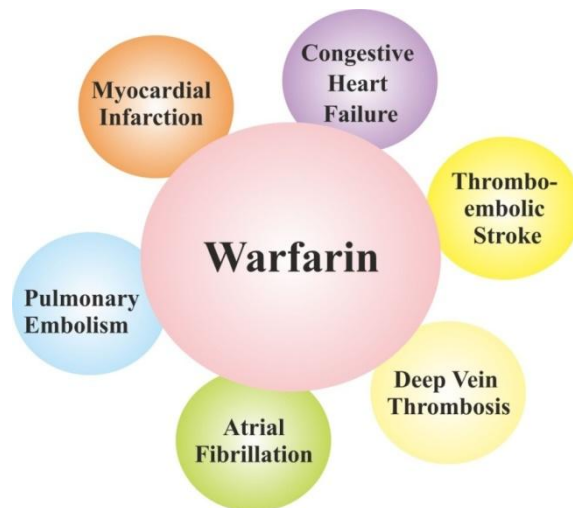 Congestive
Heart
Failure
Myocardial
Infarction
Thrombo-
embolic
Stroke
Warfarin
Pulmonary
Embolism
Deep Vein
Thrombosis
Atrial
Fibrillation